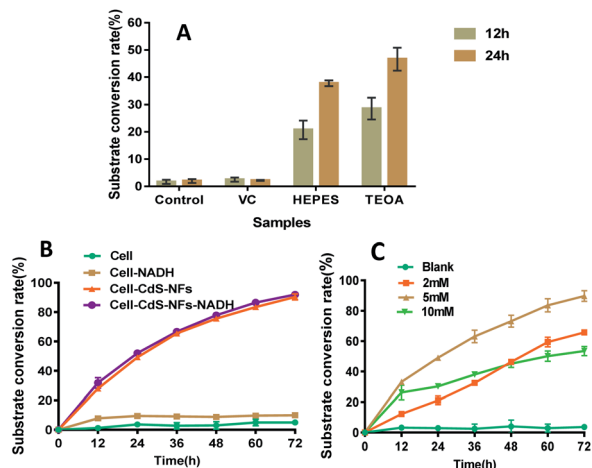 A
Substrate conversion rate(%)
60
50
40
30
20
10
0
Control VC HEPES TEOA
Samples
12h
24h
B
Substrate conversion rate(%)
100
80
60
40
20
0
0 12 24 36 48 60 72
Time(h)
Cell
Cell-NADH
Cell-CdS-NFs
Cell-CdS-NFs-NADH
C
Substrate conversion rate(%)
100
80
60
40
20
0
0 12 24 36 48 60 72
Time(h)
Blank
2mM
5mM
10mM